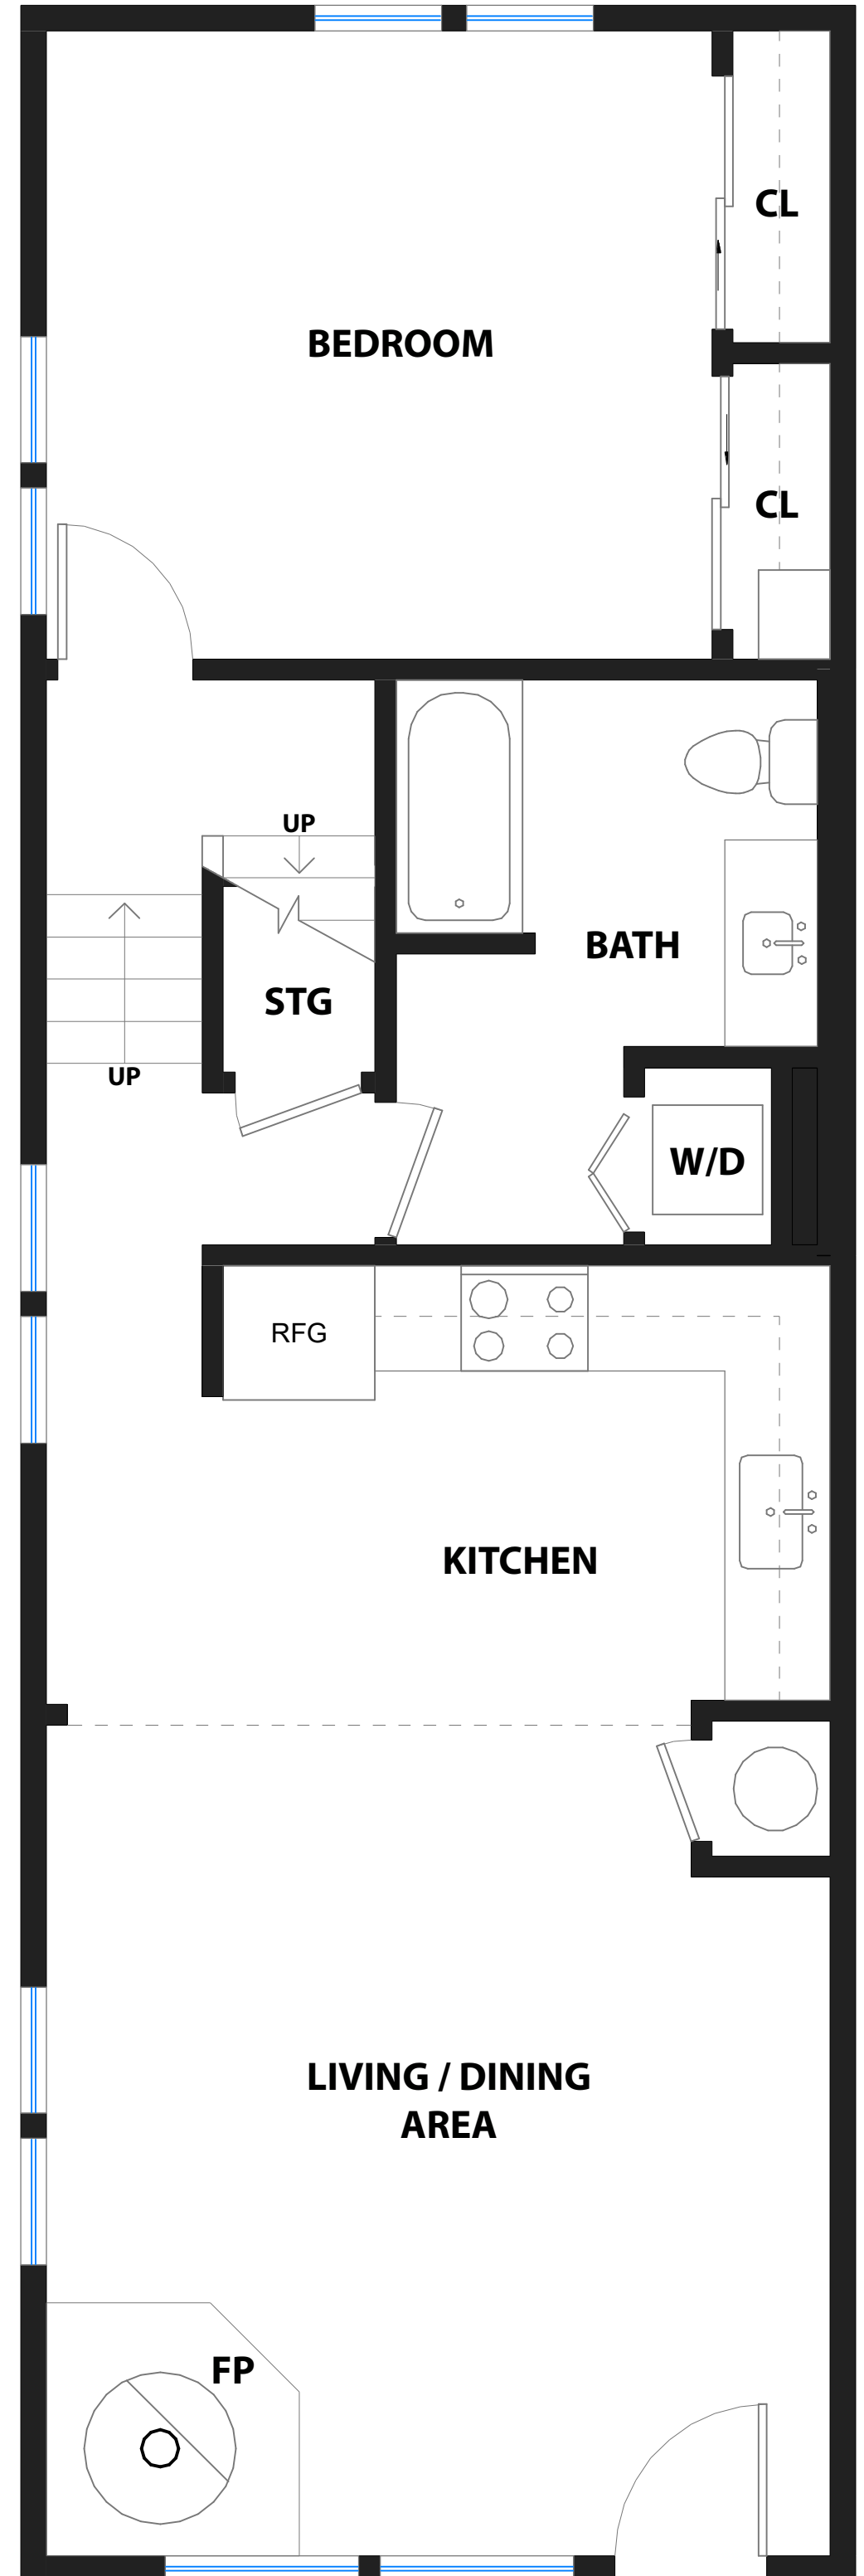 CL
BEDROOM
CL
UP
BATH
STG
UP
W/D
RFG
KITCHEN
LIVING / DINING
AREA
FP